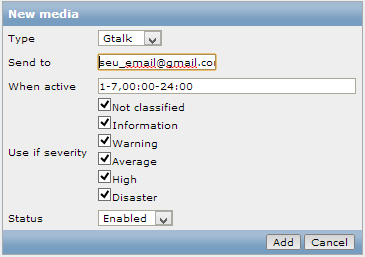 New media
Type Gtalk
Send to seu_email@gmail.co
When active 1-7,00:00-24:00
Not classified
Information
Warning
Use if severity
Average
High
Disaster
Status Enabled
Add Cancel